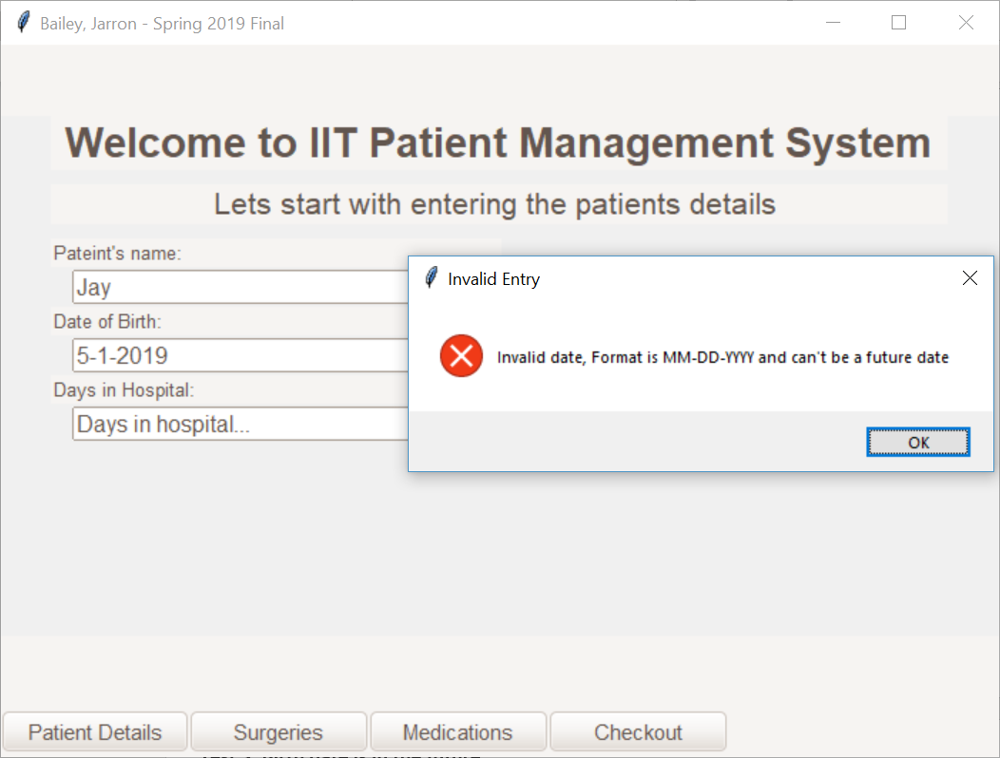 Bailey, Jarron - Spring 2019 Final
Welcome to IIT Patient Management System
Lets start with entering the patients details
Pateint's name:
Jay
Date of Birth:
5-1-2019
Days in Hospital:
Days in hospital...
Invalid Entry
Invalid date, Format is MM-DD-YYYY and can't be a future date
OK
Patient Details
Surgeries
Medications
Checkout